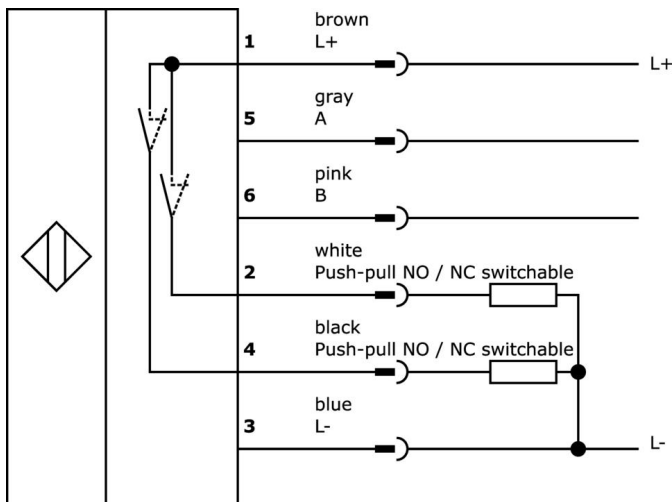 brown
1 L+ L+
gray
5 A
pink
6 B
white
2 Push-pull NO / NC switchable
black
4 Push-pull NO / NC switchable
blue
3 L- L-